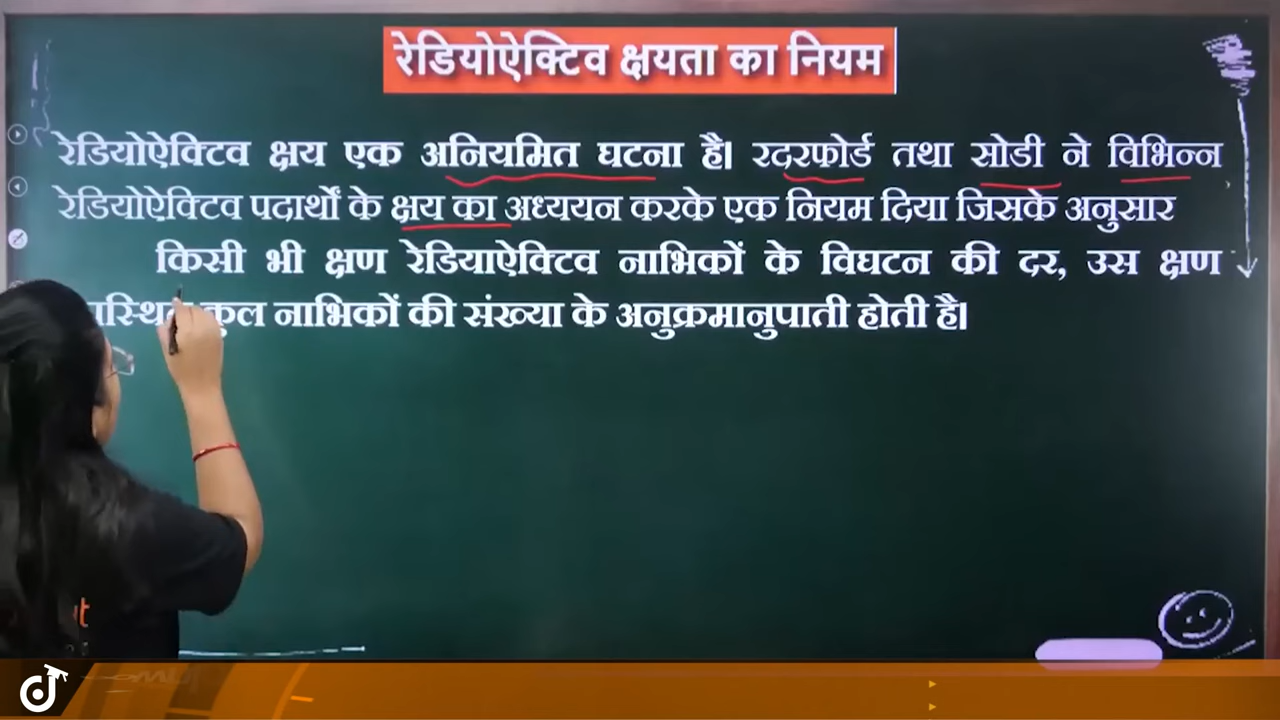 रेडियोऐक्टिव क्षयता का नियम
रेडियोऐक्टिव क्षय एक अनियमित घटना है। रदरफोर्ड तथा सोडी ने विभिन्न
रेडियोऐक्टिव पदार्थों के क्षय का अध्ययन करके एक नियम दिया जिसके अनुसार
किसी भी क्षण रेडियाऐक्टिव नाभिकों के विघटन की दर, उस क्षण
कुल नाभिकों की संख्या के अनुक्रमानुपाती होती है।